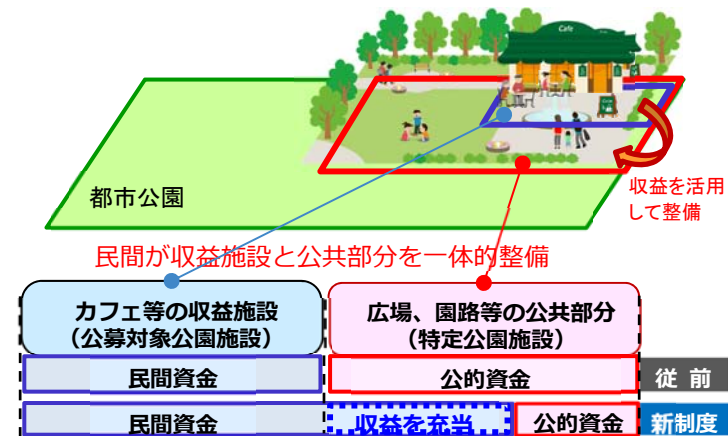 Cafe
都市公園
収益を活用
して整備
民間が収益施設と公共部分を一体的整備
カフェ等の収益施設
(公募対象公園施設)
広場、園路等の公共部分
(特定公園施設)
民間資金
公的資金
従 前
民間資金
収益を充当
公的資金
新制度